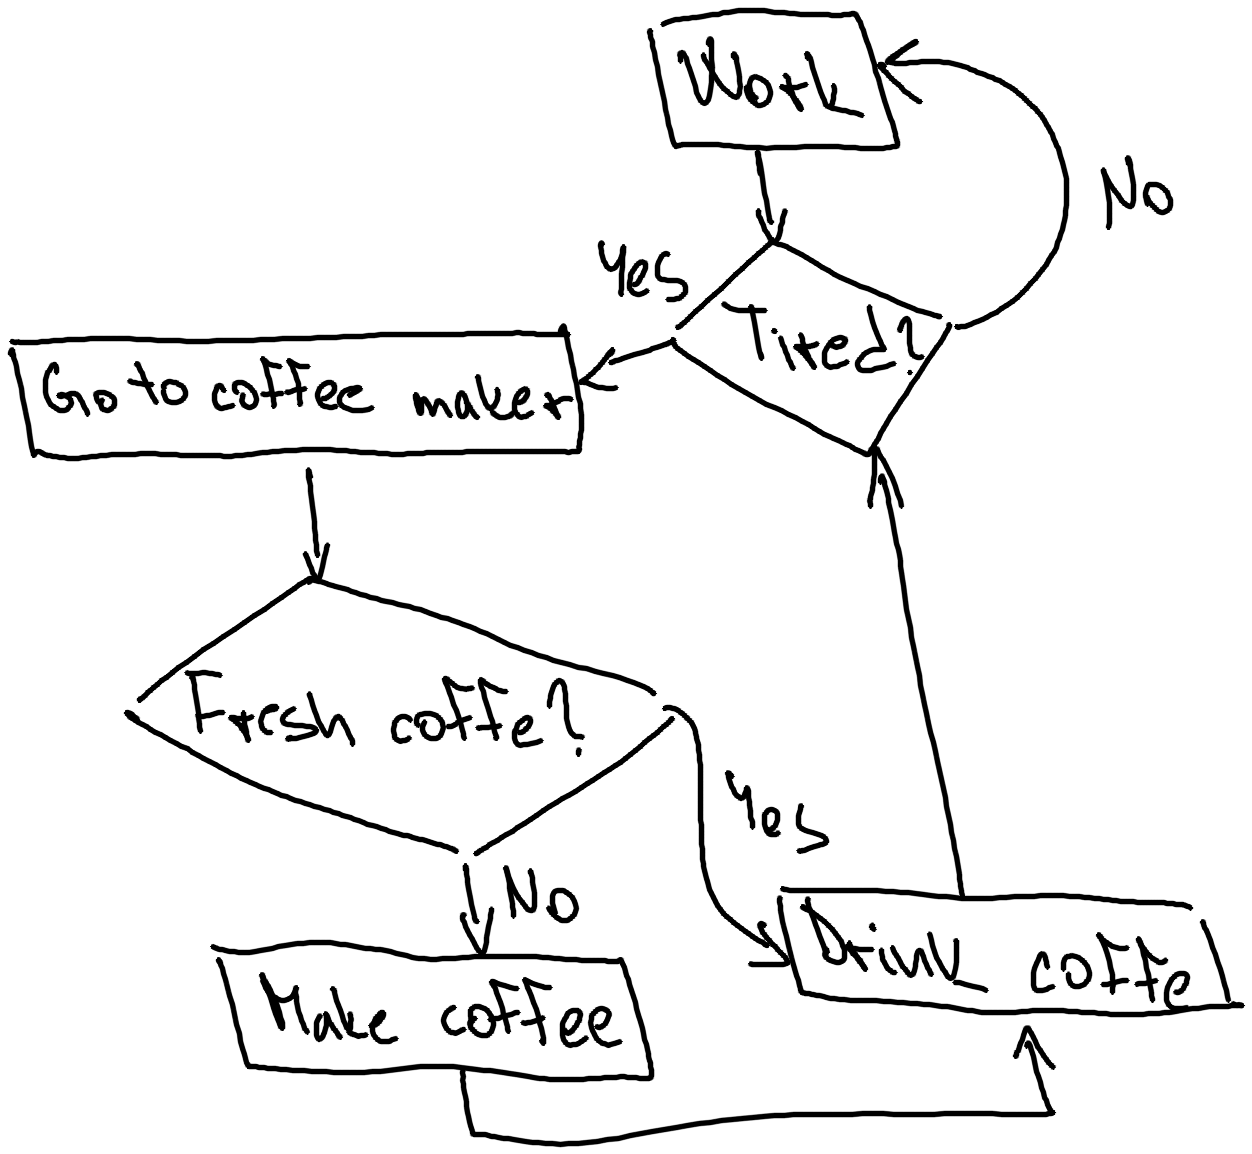 Work
No
Yes
Tired?
Go to coffee maker
Fresh coffe?
Yes
No
Drink coffe
Make coffee